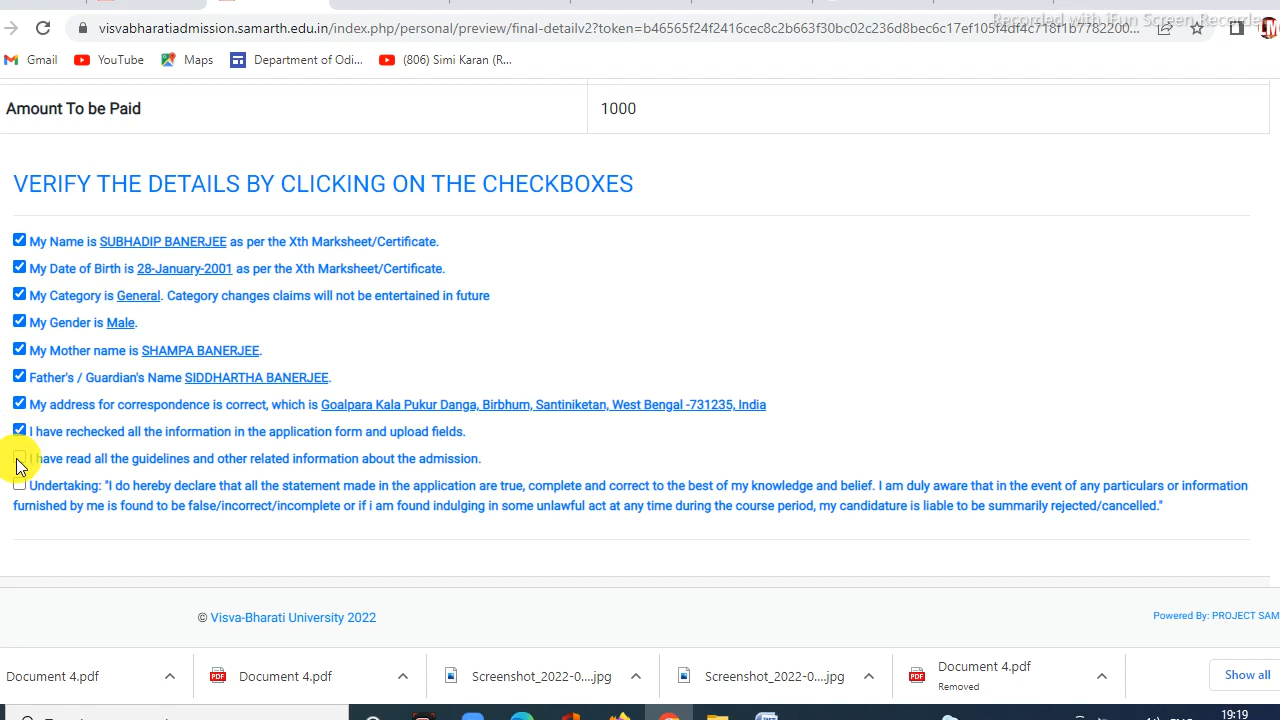 Recorded with iFun Screen Recorder
visvabharatiadmission.samarth.edu.in/index.php/personal/preview/final-detailv2?token=b46565f24f2416cec8c2b663f30bc02c236d8bec6c17ef105f4df4c718f1b7782200...
Gmail YouTube Maps Department of Odi... (806) Simi Karan (R...
Amount To be Paid 1000
VERIFY THE DETAILS BY CLICKING ON THE CHECKBOXES
My Name is SUBHADIP BANERJEE as per the Xth Marksheet/Certificate.
My Date of Birth is 28-January-2001 as per the Xth Marksheet/Certificate.
My Category is General. Category changes claims will not be entertained in future
My Gender is Male.
My Mother name is SHAMPA BANERJEE.
Father's / Guardian's Name SIDDHARTHA BANERJEE.
My address for correspondence is correct, which is Goalpara Kala Pukur Danga, Birbhum, Santiniketan, West Bengal -731235, India
I have rechecked all the information in the application form and upload fields.
I have read all the guidelines and other related information about the admission.
Undertaking: "I do hereby declare that all the statement made in the application are true, complete and correct to the best of my knowledge and belief. I am duly aware that in the event of any particulars or information
furnished by me is found to be false/incorrect/incomplete or if i am found indulging in some unlawful act at any time during the course period, my candidature is liable to be summarily rejected/cancelled."
© Visva-Bharati University 2022 Powered By: PROJECT SAM
Document 4.pdf Document 4.pdf Screenshot_2022-0....jpg Screenshot_2022-0....jpg Document 4.pdf Show all
Removed
19:19